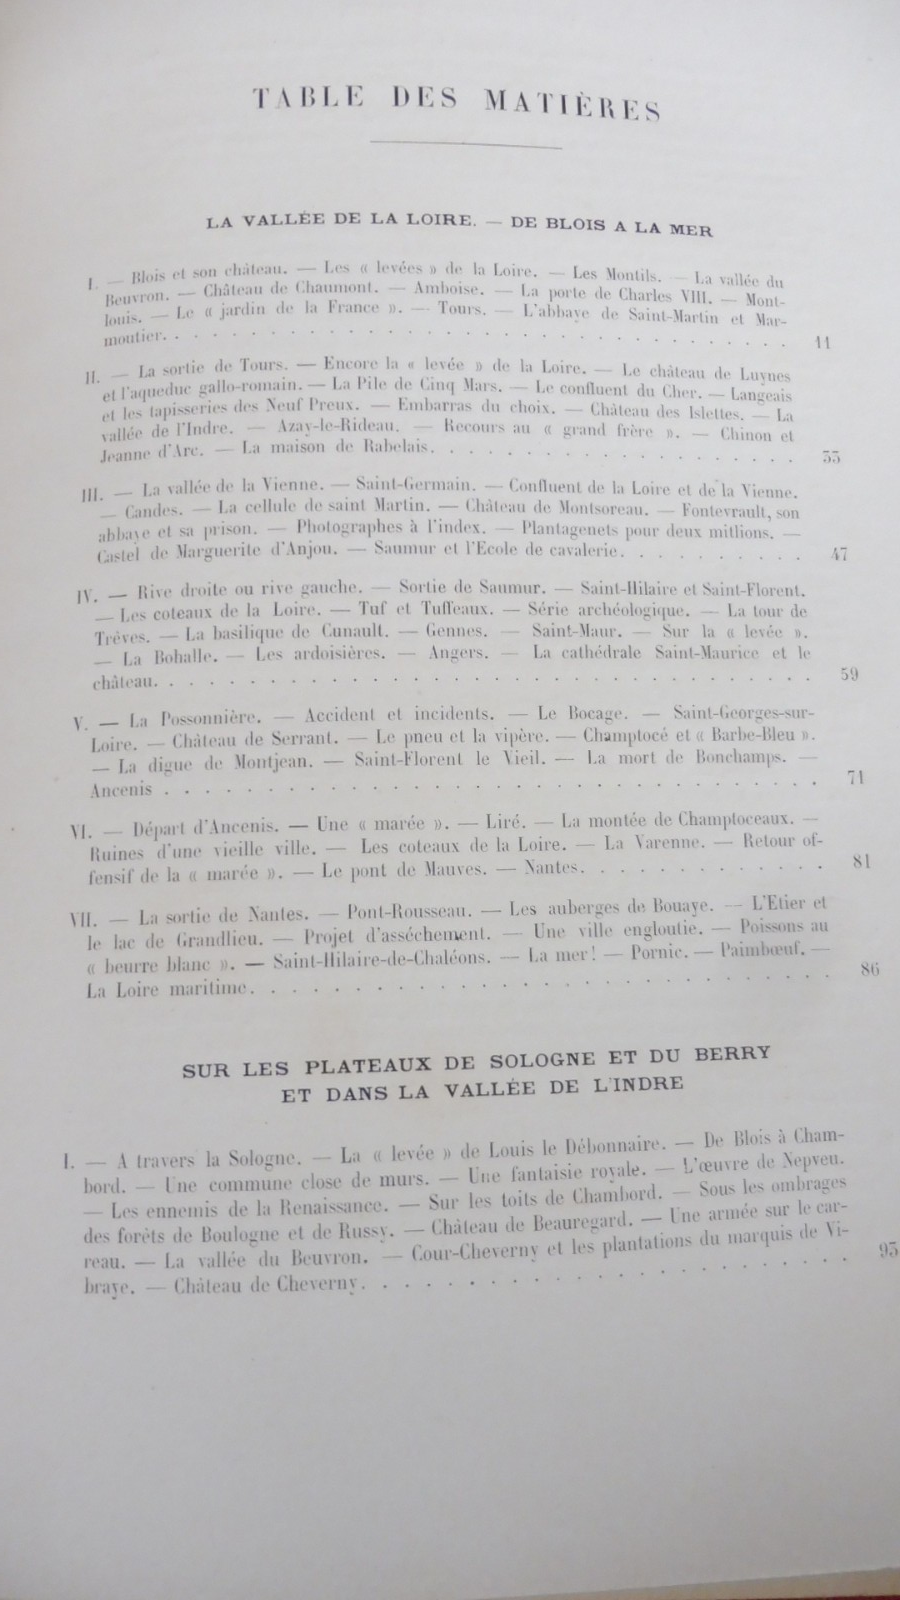 TABLE DES MATIÈRES
LA VALLÉE DE LA LOIRE. — DE BLOIS A LA MER
I. — Blois et son château. — Les « levées » de la Loire. — Les Montils. — La vallée du
Beuvron. — Château de Chaumont. — Amboise. — La porte de Charles VIII. — Mont-
louis. — Le « jardin de la France ». — Tours. — L'abbaye de Saint-Martin et Mar-
moutier. . . . . . . . . . . . . . . . . . . . . . . . . 11
II. — La sortie de Tours. — Encore la « levée » de la Loire. — Le château de Luynes
et l'aqueduc gallo-romain. — La Pile de Cinq Mars. — Le confluent du Cher. — Langeais
et les tapisseries des Neuf Preux. — Embarras du choix. — Château des Islettes. — La
vallée de l'Indre. — Azay-le-Rideau. — Recours au « grand frère ». — Chinon et
Jeanne d'Arc. — La maison de Rabelais. . . . . . . . . . . . . . . 33
III. — La vallée de la Vienne. — Saint-Germain. — Confluent de la Loire et de la Vienne.
— Candes. — La cellule de saint Martin. — Château de Montsoreau. — Fontevrault, son
abbaye et sa prison. — Photographes à l'index. — Plantagenets pour deux millions. —
Castel de Marguerite d'Anjou. — Saumur et l'Ecole de cavalerie. . . . . . . . . 47
IV. — Rive droite ou rive gauche. — Sortie de Saumur. — Saint-Hilaire et Saint-Florent.
— Les coteaux de la Loire. — Tuf et Tuffeaux. — Série archéologique. — La tour de
Trèves. — La basilique de Cunault. — Gennes. — Saint-Maur. — Sur la « levée ».
— La Bohalle. — Les ardoisières. — Angers. — La cathédrale Saint-Maurice et le
château. . . . . . . . . . . . . . . . . . . . . . . . . 59
V. — La Possonnière. — Accident et incidents. — Le Bocage. — Saint-Georges-sur-
Loire. — Château de Serrant. — Le pneu et la vipère. — Champtocé et « Barbe-Bleu ».
— La digue de Montjean. — Saint-Florent le Vieil. — La mort de Bonchamps. —
Ancenis . . . . . . . . . . . . . . . . . . . . . . . . . 71
VI. — Départ d'Ancenis. — Une « marée ». — Liré. — La montée de Champtoceaux. —
Ruines d'une vieille ville. — Les coteaux de la Loire. — La Varenne. — Retour of-
fensif de la « marée ». — Le pont de Mauves. — Nantes. . . . . . . . . . . 81
VII. — La sortie de Nantes. — Pont-Rousseau. — Les auberges de Bouaye. — L'Etier et
le lac de Grandlieu. — Projet d'asséchement. — Une ville engloutie. — Poissons au
« beurre blanc ». — Saint-Hilaire-de-Chaléons. — La mer! — Pornic. — Paimbœuf. —
La Loire maritime. . . . . . . . . . . . . . . . . . . . . . 86
SUR LES PLATEAUX DE SOLOGNE ET DU BERRY
ET DANS LA VALLÉE DE L'INDRE
I. — A travers la Sologne. — La « levée » de Louis le Débonnaire. — De Blois à Cham-
bord. — Une commune close de murs. — Une fantaisie royale. — L'œuvre de Nepveu.
— Les ennemis de la Renaissance. — Sur les toits de Chambord. — Sous les ombrages
des forêts de Boulogne et de Russy. — Château de Beauregard. — Une armée sur le car-
reau. — La vallée du Beuvron. — Cour-Cheverny et les plantations du marquis de Vi-
braye. — Château de Cheverny. . . . . . . . . . . . . . . . . . . 95